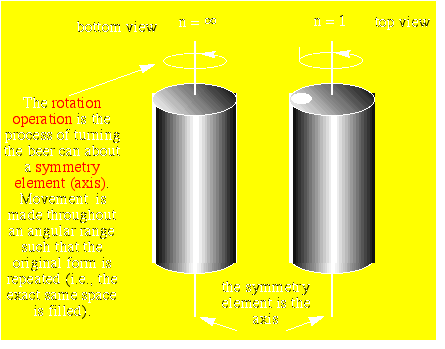 bottom view
n = ∞
n = 1
top view
The rotation
operation is the
process of turning
the beer can about
a symmetry
element (axis).
Movement is
made throughout
an angular range
such that the
original form is
repeated (i.e., the
exact same space
is filled).
the symmetry
element is the
axis